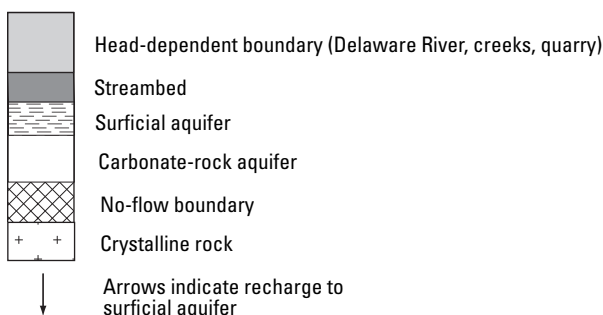 Head-dependent boundary (Delaware River, creeks, quarry)
Streambed
Surficial aquifer
Carbonate-rock aquifer
No-flow boundary
Crystalline rock
Arrows indicate recharge to
surficial aquifer